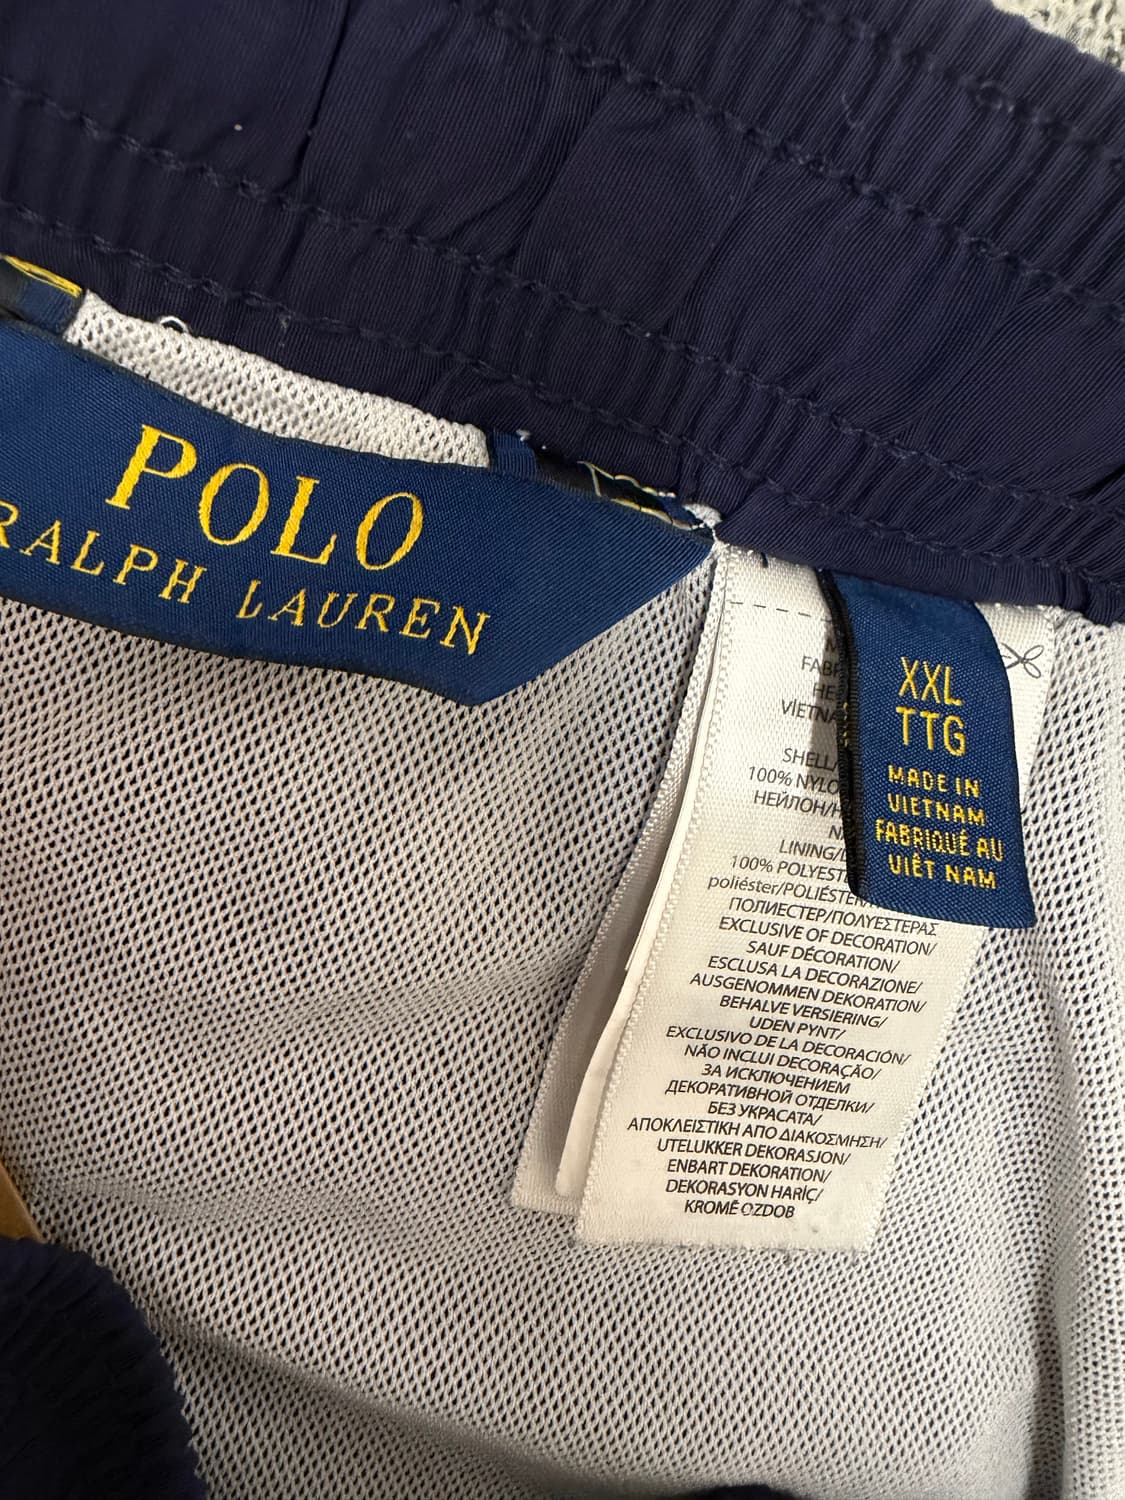 POLO
RALPH LAUREN
XXL
TTG
MADE IN
VIETNAM
FABRIQUÉ AU
VIÊT NAM
SHELL/
100%
НЕЙЛОН/
LINING/
100%
poliéster/
ПОЛИЕСТЕР/ΠΟΛΥΕΣΤΕΡΑΣ
EXCLUSIVE OF DECORATION/
SAUF DÉCORATION/
ESCLUSA LA DECORAZIONE/
AUSGENOMMEN DEKORATION/
BEHALVE VERSIERING/
UDEN PYNT/
EXCLUSIVO DE LA DECORACIÓN/
NÃO INCLUI DECORAÇÃO/
ЗА ИСКЛЮЧЕНИЕМ
ДЕКОРАТИВНОЙ ОТДЕЛКИ/
БЕЗ УКРАСАТА/
ΑΠΟΚΛΕΙΣΤΙΚΗ ΑΠΟ ΔΙΑΚΟΣΜΗΣΗ/
UTELUKKER DEKORASJON/
ENBART DEKORATION/
DEKORASYON HARİÇ/
KROMĚ OZDOB